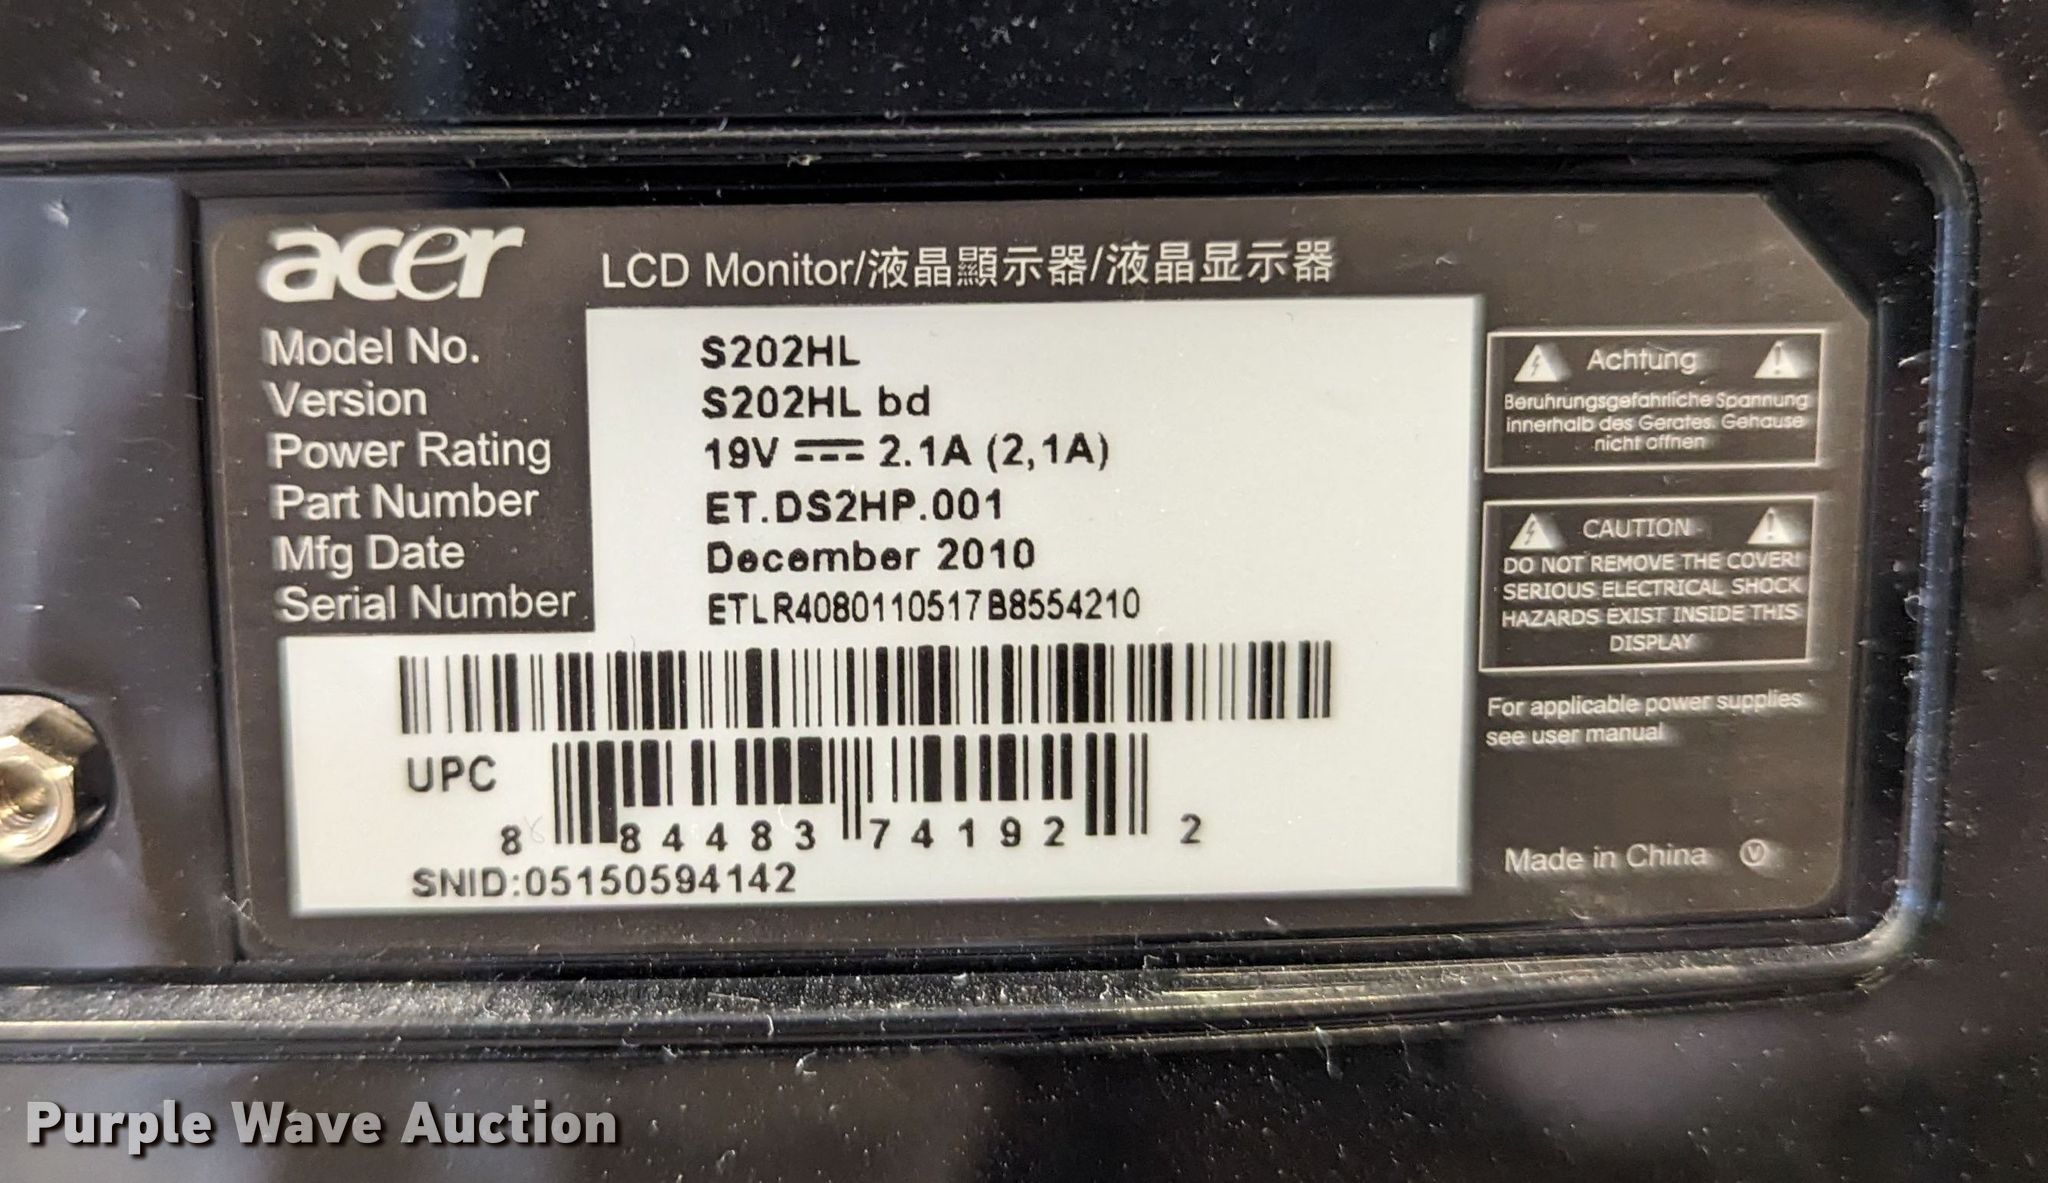 acer
LCD Monitor/液晶顯示器/液晶显示器
Model No. S202HL
Version S202HL bd
Power Rating 19V ⎓ 2.1A (2,1A)
Part Number ET.DS2HP.001
Mfg Date December 2010
Serial Number ETLR4080110517B8554210
UPC
8 84483 74192 2
SNID:05150594142
Achtung
Beruhrungsgefahrliche Spannung
innerhalb des Gerates. Gehause
nicht offnen
CAUTION
DO NOT REMOVE THE COVER!
SERIOUS ELECTRICAL SHOCK
HAZARDS EXIST INSIDE THIS
DISPLAY
For applicable power supplies
see user manual
Made in China Ⓥ
Purple Wave Auction